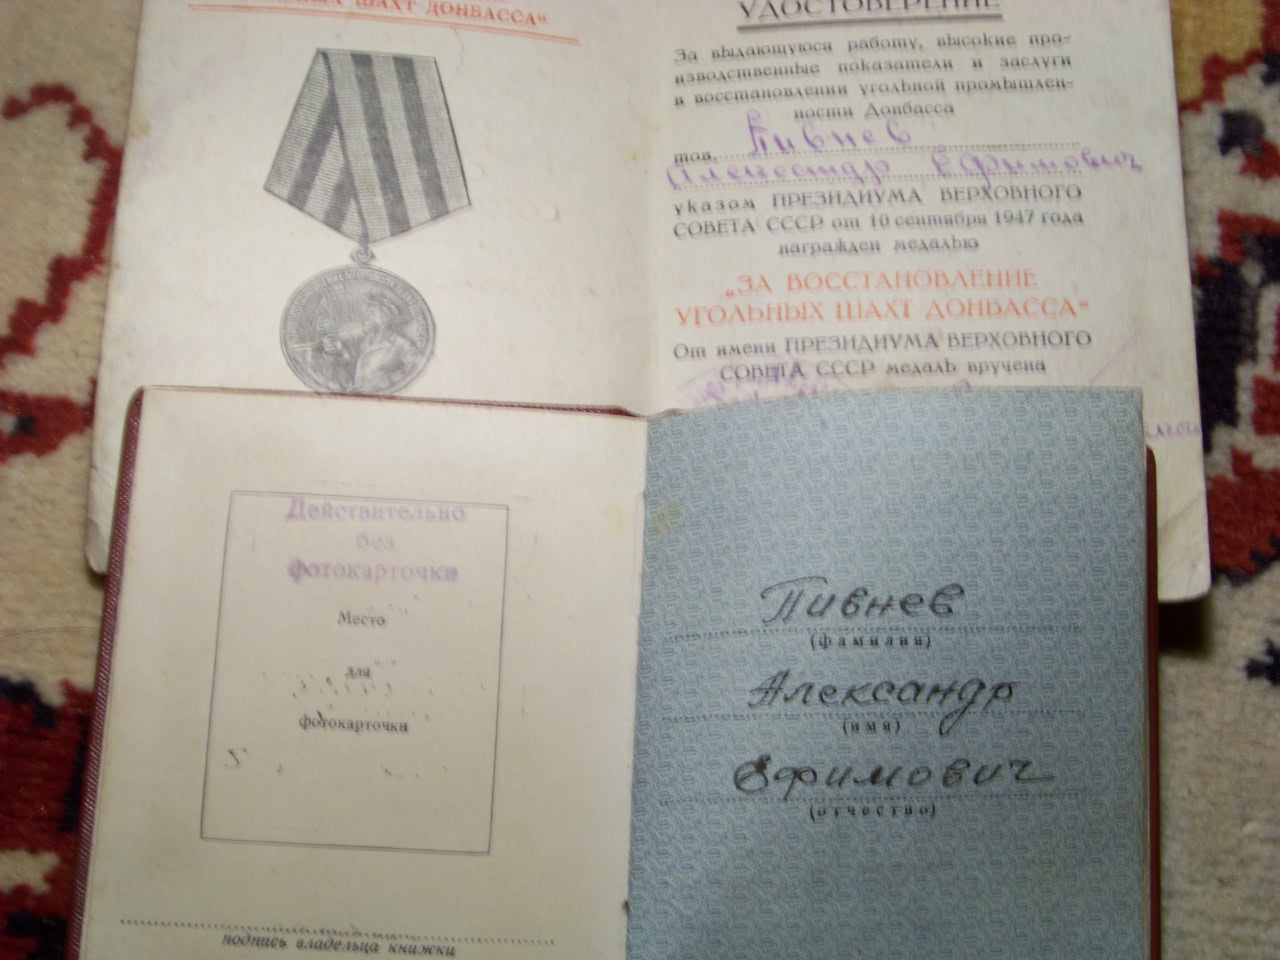 ШАХТ ДОНБАССА"
УДОСТОВЕРЕНИЕ
За выдающуюся работу, высокие про-
изводственные показатели и заслуги
в восстановлении угольной промышлен-
ности Донбасса
тов. Пивнев
Александр Ефимович
указом ПРЕЗИДИУМА ВЕРХОВНОГО
СОВЕТА СССР от 10 сентября 1947 года
награжден медалью
„ЗА ВОССТАНОВЛЕНИЕ
УГОЛЬНЫХ ШАХТ ДОНБАССА"
От имени ПРЕЗИДИУМА ВЕРХОВНОГО
СОВЕТА СССР медаль вручена
Действительно
без
фотокарточки
Место
для
фотокарточки
подпись владельца книжки
Пивнев
(фамилия)
Александр
(имя)
Ефимович
(отчество)